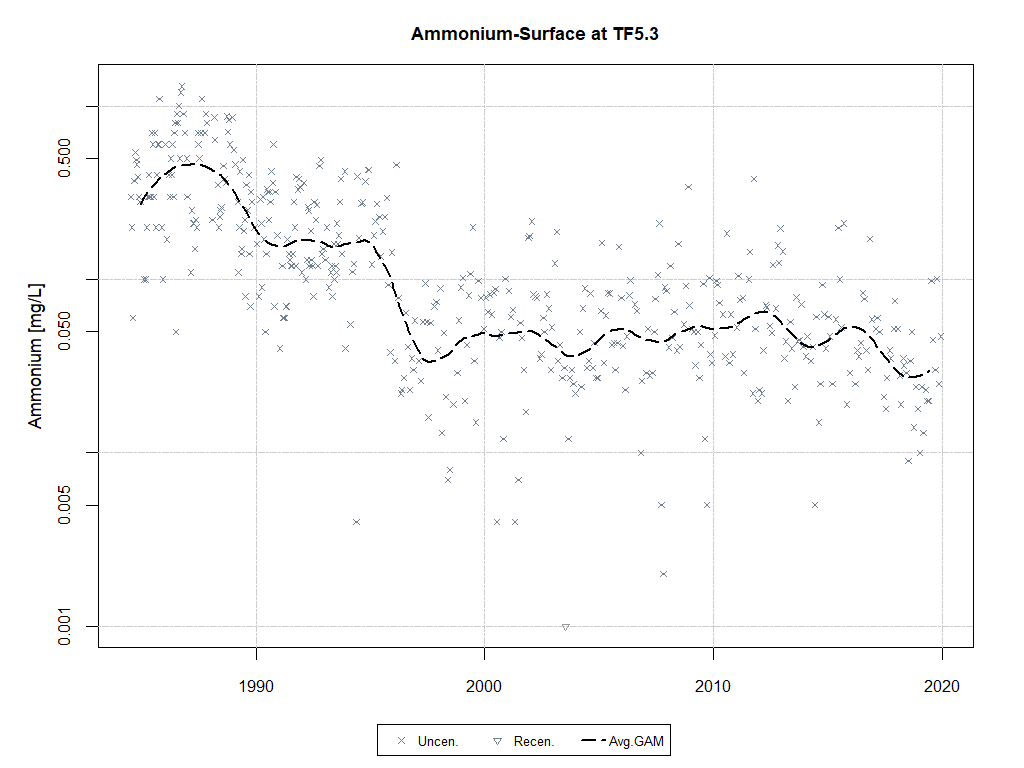 Ammonium-Surface at TF5.3
Ammonium [mg/L]
0.500
0.050
0.005
0.001
1990 2000 2010 2020
Uncen. Recen. Avg.GAM